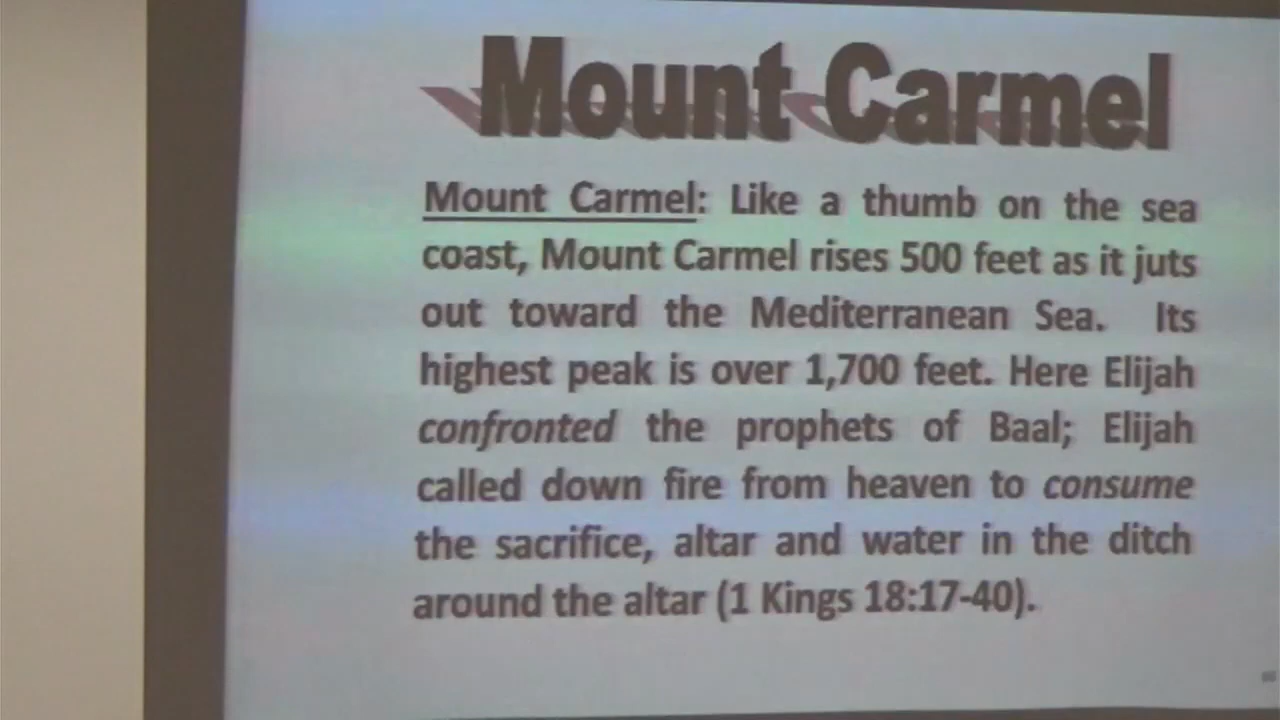 Mount Carmel
Mount Carmel: Like a thumb on the sea
coast, Mount Carmel rises 500 feet as it juts
out toward the Mediterranean Sea. Its
highest peak is over 1,700 feet. Here Elijah
confronted the prophets of Baal; Elijah
called down fire from heaven to consume
the sacrifice, altar and water in the ditch
around the altar (1 Kings 18:17-40).